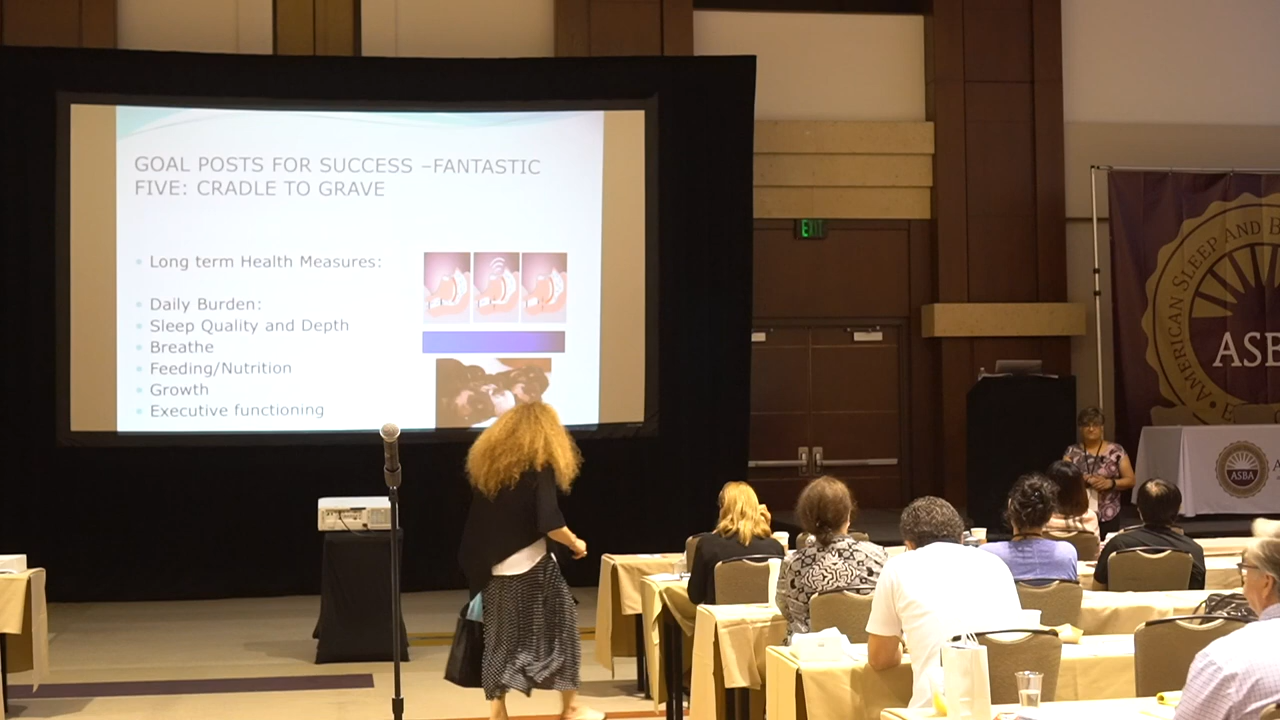 GOAL POSTS FOR SUCCESS –FANTASTIC
FIVE: CRADLE TO GRAVE
Long term Health Measures:
Daily Burden:
Sleep Quality and Depth
Breathe
Feeding/Nutrition
Growth
Executive functioning
EXIT
AMERICAN SLEEP AND B
ASB
ASBA
A